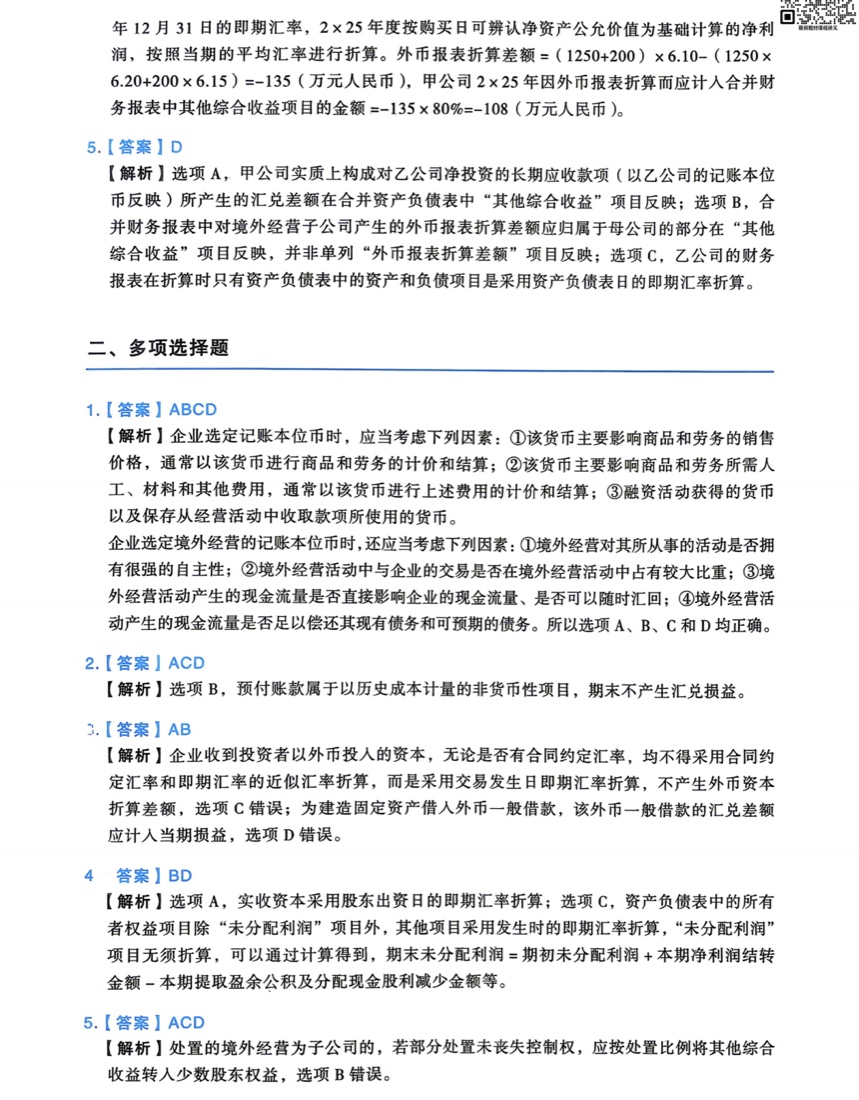 年 12 月 31 日的即期汇率，2×25 年度按购买日可辨认净资产公允价值为基础计算的净利
润，按照当期的平均汇率进行折算。外币报表折算差额 =（1250+200）×6.10-（1250×
6.20+200×6.15）=-135（万元人民币），甲公司 2×25 年因外币报表折算而应计入合并财
务报表中其他综合收益项目的金额 =-135×80%=-108（万元人民币）。
5.【答案】D
【解析】选项 A，甲公司实质上构成对乙公司净投资的长期应收款项（以乙公司的记账本位
币反映）所产生的汇兑差额在合并资产负债表中“其他综合收益”项目反映；选项 B，合
并财务报表中对境外经营子公司产生的外币报表折算差额应归属于母公司的部分在“其他
综合收益”项目反映，并非单列“外币报表折算差额”项目反映；选项 C，乙公司的财务
报表在折算时只有资产负债表中的资产和负债项目是采用资产负债表日的即期汇率折算。
二、多项选择题
1.【答案】ABCD
【解析】企业选定记账本位币时，应当考虑下列因素：①该货币主要影响商品和劳务的销售
价格，通常以该货币进行商品和劳务的计价和结算；②该货币主要影响商品和劳务所需人
工、材料和其他费用，通常以该货币进行上述费用的计价和结算；③融资活动获得的货币
以及保存从经营活动中收取款项所使用的货币。
企业选定境外经营的记账本位币时，还应当考虑下列因素：①境外经营对其所从事的活动是否拥
有很强的自主性；②境外经营活动中与企业的交易是否在境外经营活动中占有较大比重；③境
外经营活动产生的现金流量是否直接影响企业的现金流量、是否可以随时汇回；④境外经营活
动产生的现金流量是否足以偿还其现有债务和可预期的债务。所以选项 A、B、C 和 D 均正确。
2.【答案】ACD
【解析】选项 B，预付账款属于以历史成本计量的非货币性项目，期末不产生汇兑损益。
3.【答案】AB
【解析】企业收到投资者以外币投入的资本，无论是否有合同约定汇率，均不得采用合同约
定汇率和即期汇率的近似汇率折算，而是采用交易发生日即期汇率折算，不产生外币资本
折算差额，选项 C 错误；为建造固定资产借入外币一般借款，该外币一般借款的汇兑差额
应计入当期损益，选项 D 错误。
4 答案】BD
【解析】选项 A，实收资本采用股东出资日的即期汇率折算；选项 C，资产负债表中的所有
者权益项目除“未分配利润”项目外，其他项目采用发生时的即期汇率折算，“未分配利润”
项目无须折算，可以通过计算得到，期末未分配利润 = 期初未分配利润 + 本期净利润结转
金额 - 本期提取盈余公积及分配现金股利减少金额等。
5.【答案】ACD
【解析】处置的境外经营为子公司的，若部分处置未丧失控制权，应按处置比例将其他综合
收益转入少数股东权益，选项 B 错误。